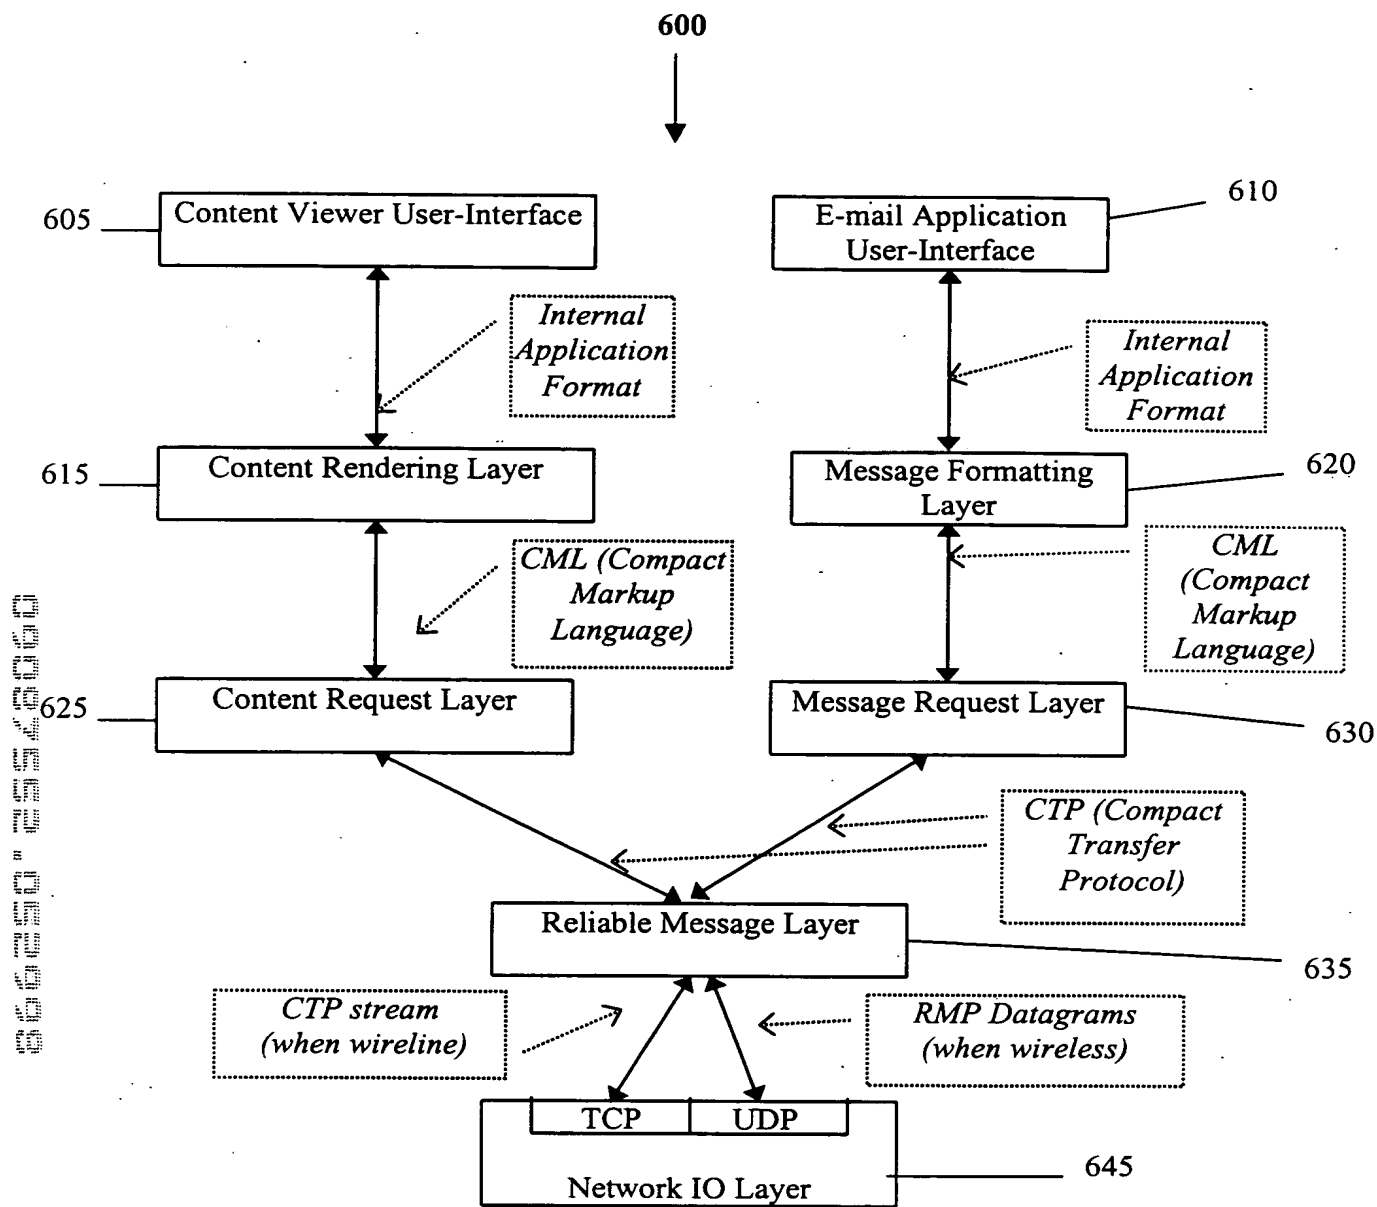 600
605
Content Viewer User-Interface
E-mail Application
User-Interface
610
Internal
Application
Format
Internal
Application
Format
615
Content Rendering Layer
Message Formatting
Layer
620
CML (Compact
Markup
Language)
CML
(Compact
Markup
Language)
625
Content Request Layer
Message Request Layer
630
CTP (Compact
Transfer
Protocol)
Reliable Message Layer
635
CTP stream
(when wireline)
RMP Datagrams
(when wireless)
TCP
UDP
Network IO Layer
645